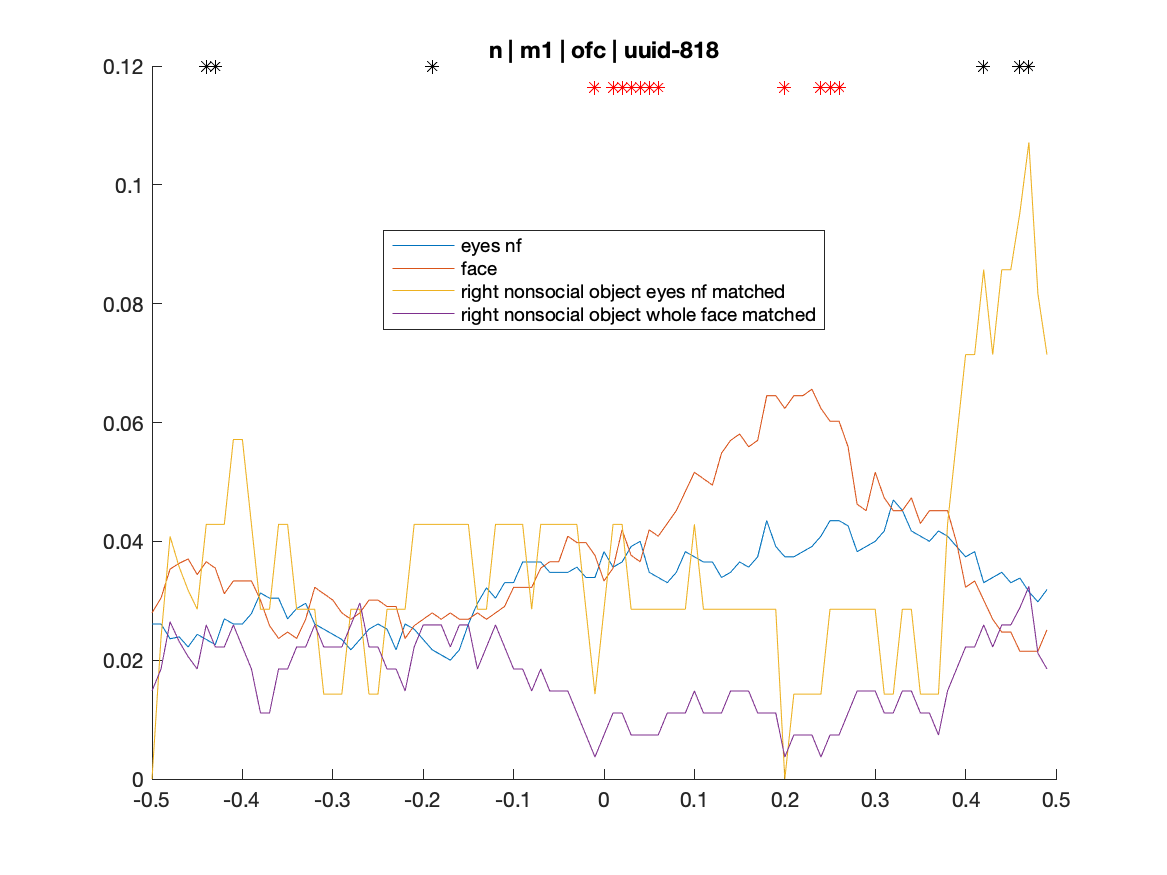 n | m1 | ofc | uuid-818
0.12
0.1
0.08
0.06
0.04
0.02
0
eyes nf
face
right nonsocial object eyes nf matched
right nonsocial object whole face matched
-0.5 -0.4 -0.3 -0.2 -0.1 0 0.1 0.2 0.3 0.4 0.5